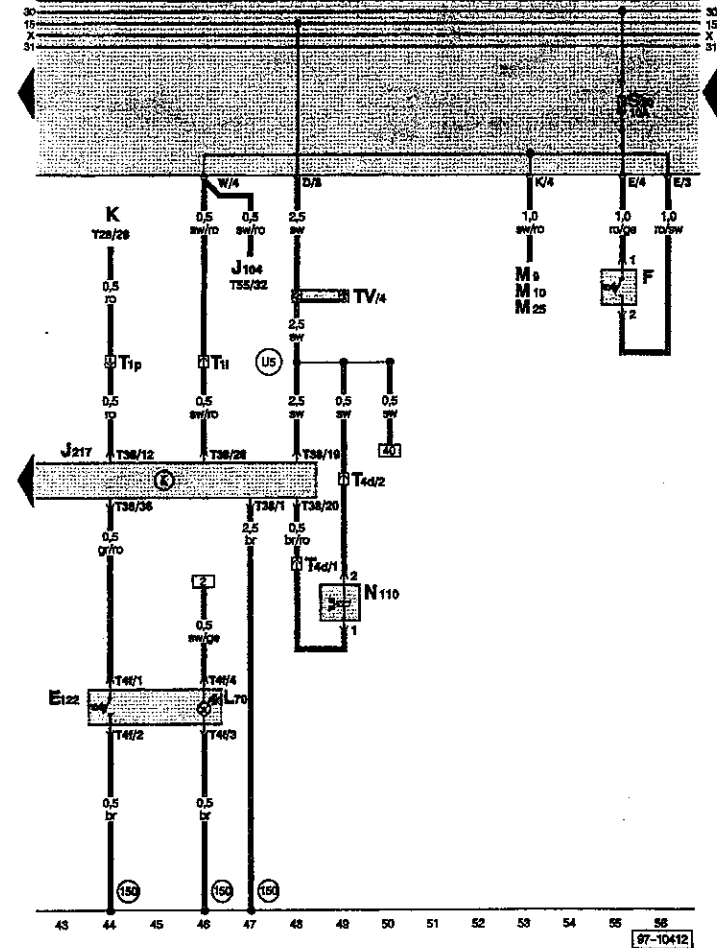 30 30
15 15
X X
31 31
10A
W/4 D/8 K/4 E/4 E/3
K
T28/28
0,5 sw/ro
0,5 sw/ro
2,5 sw
1,0 sw/ro
1,0 ro/ge
1,0 ro/sw
J104
T55/32
0,5 ro
TV/4
M9
M10
M25
1
F
2
2,5 sw
T1p
T1l
U5
0,5 ro
0,5 sw/ro
2,5 sw
0,5 sw
0,5 sw
40
J217
T38/12
T38/28
T38/19
T4d/2
T38/36
T38/1
T38/20
0,5 gr/ro
2,5 br
0,5 br/ro
T4d/1
2
N110
1
2
0,5 sw/ge
T4f/1
T4f/4
E122
L70
T4f/2
T4f/3
0,5 br
0,5 br
150 150 150
43 44 45 46 47 48 49 50 51 52 53 54 55 56
97-10412